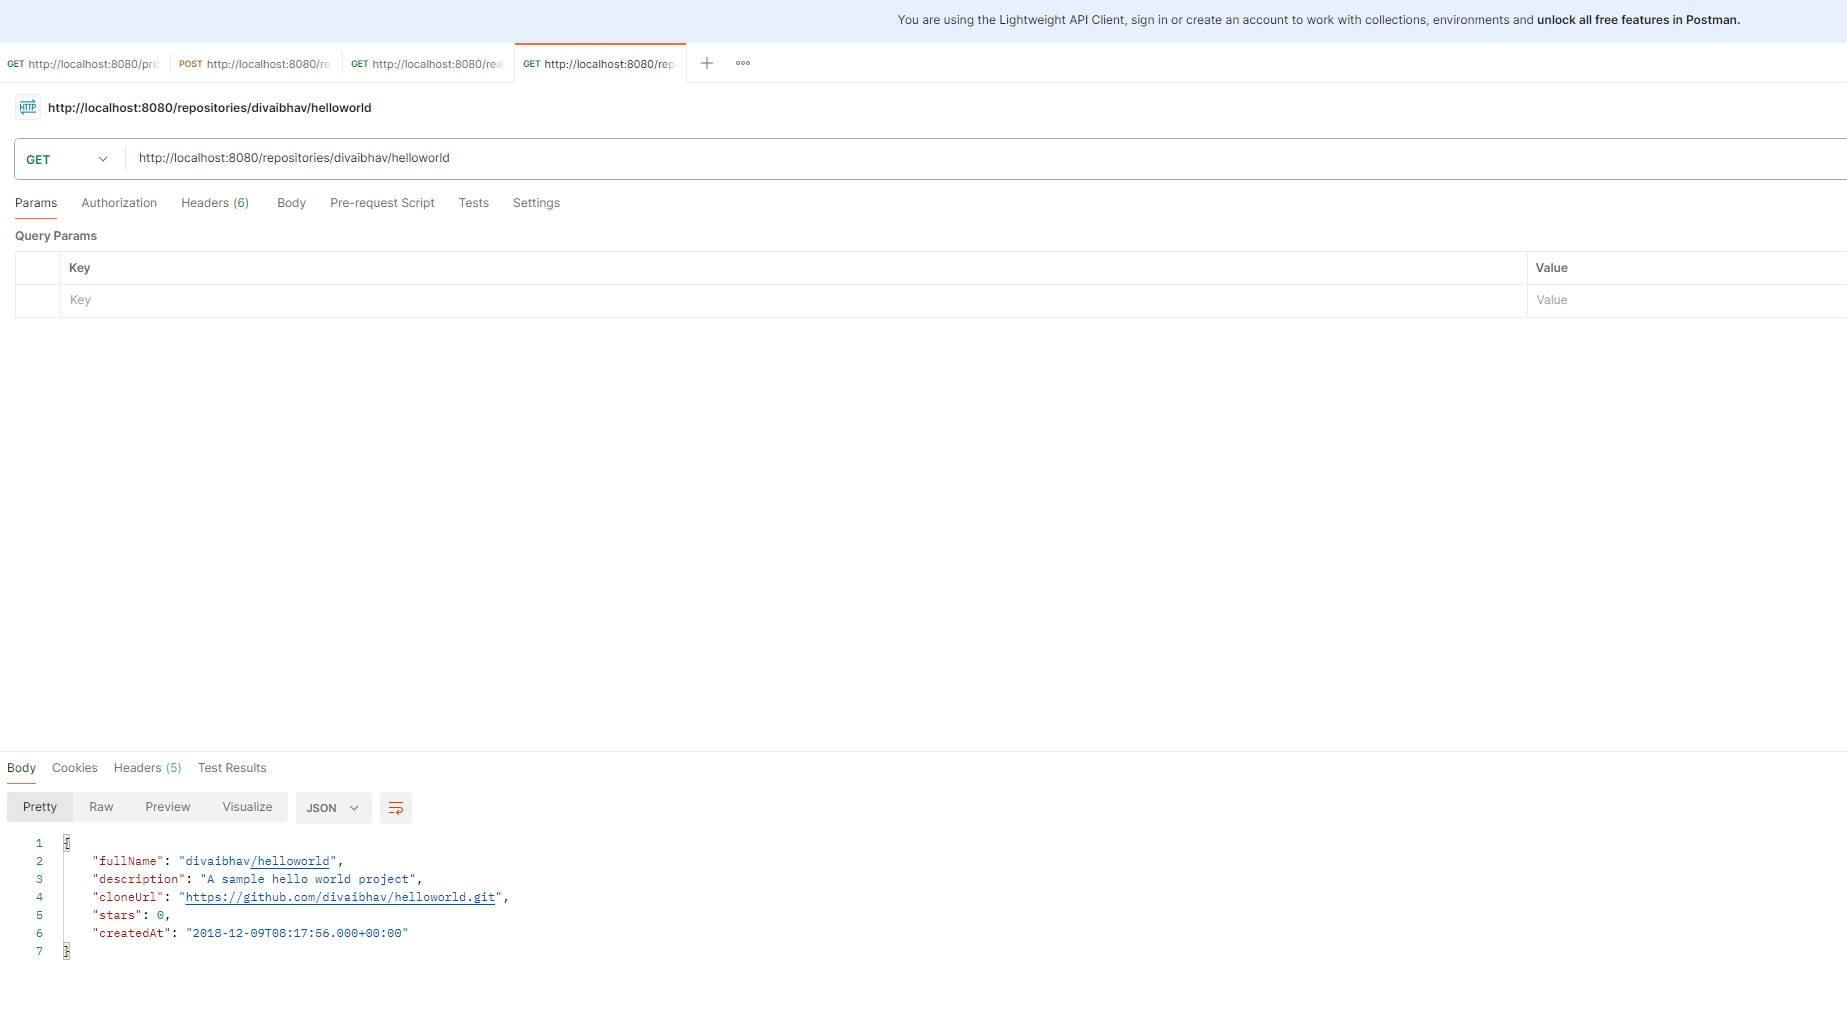 You are using the Lightweight API Client, sign in or create an account to work with collections, environments and unlock all free features in Postman.
GET http://localhost:8080/pric POST http://localhost:8080/re GET http://localhost:8080/rea GET http://localhost:8080/rep
HTTP http://localhost:8080/repositories/divaibhav/helloworld
GET http://localhost:8080/repositories/divaibhav/helloworld
Params Authorization Headers (6) Body Pre-request Script Tests Settings
Query Params
Key Value
Key Value
Body Cookies Headers (5) Test Results
Pretty Raw Preview Visualize JSON
1 {
2 "fullName": "divaibhav/helloworld",
3 "description": "A sample hello world project",
4 "cloneUrl": "https://github.com/divaibhav/helloworld.git",
5 "stars": 0,
6 "createdAt": "2018-12-09T08:17:56.000+00:00"
7 }